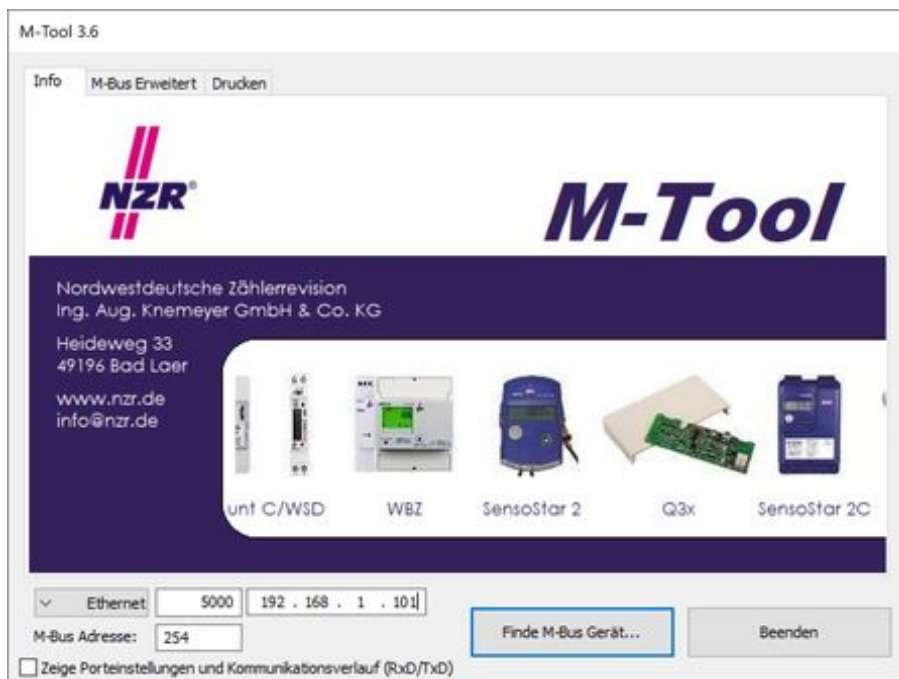 M-Tool 3.6
Info M-Bus Erweitert Drucken
NZR®
M-Tool
Nordwestdeutsche Zählerrevision
Ing. Aug. Knemeyer GmbH & Co. KG
Heideweg 33
49196 Bad Laer
www.nzr.de
info@nzr.de
unt C/WSD WBZ SensoStar 2 Q3x SensoStar 2C
Ethernet 5000 192 . 168 . 1 . 101
M-Bus Adresse: 254
Finde M-Bus Gerät... Beenden
Zeige Porteinstellungen und Kommunikationsverlauf (RxD/TxD)